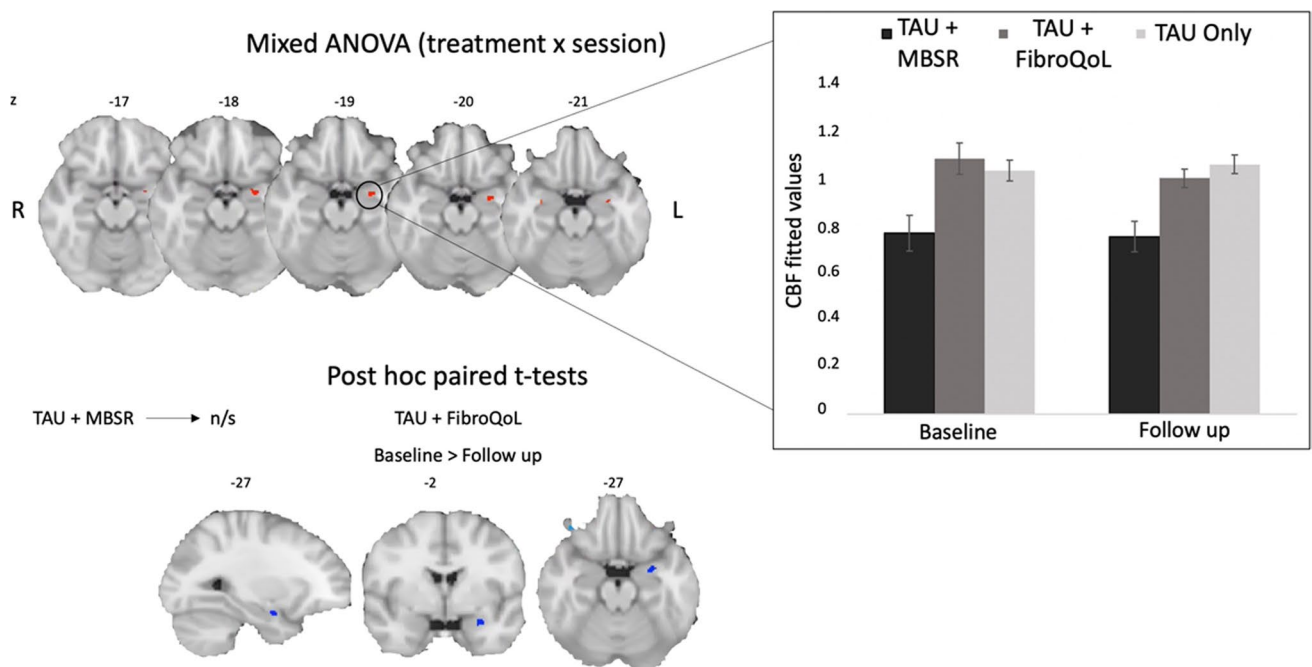 Mixed ANOVA (treatment x session)
z
-17
-18
-19
-20
-21
R
L
TAU +
MBSR
TAU +
FibroQoL
TAU Only
CBF fitted values
1.4
1.2
1
0.8
0.6
0.4
0.2
0
Baseline
Follow up
Post hoc paired t-tests
TAU + MBSR
n/s
TAU + FibroQoL
Baseline > Follow up
-27
-2
-27